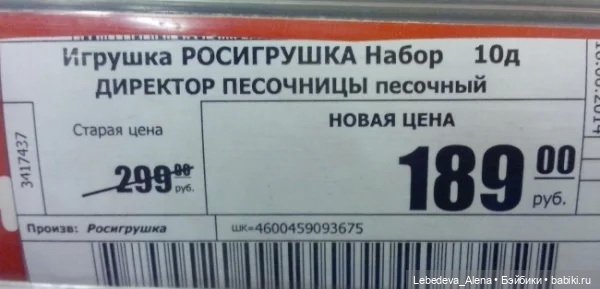 Игрушка РОСИГРУШКА Набор 10д
ДИРЕКТОР ПЕСОЧНИЦЫ песочный
Старая цена
299 00
руб.
НОВАЯ ЦЕНА
189 00
руб.
3417437
Произв: Росигрушка
ШК=4600459093675
Lebedeva_Alena • Бэйбики • babiki.ru